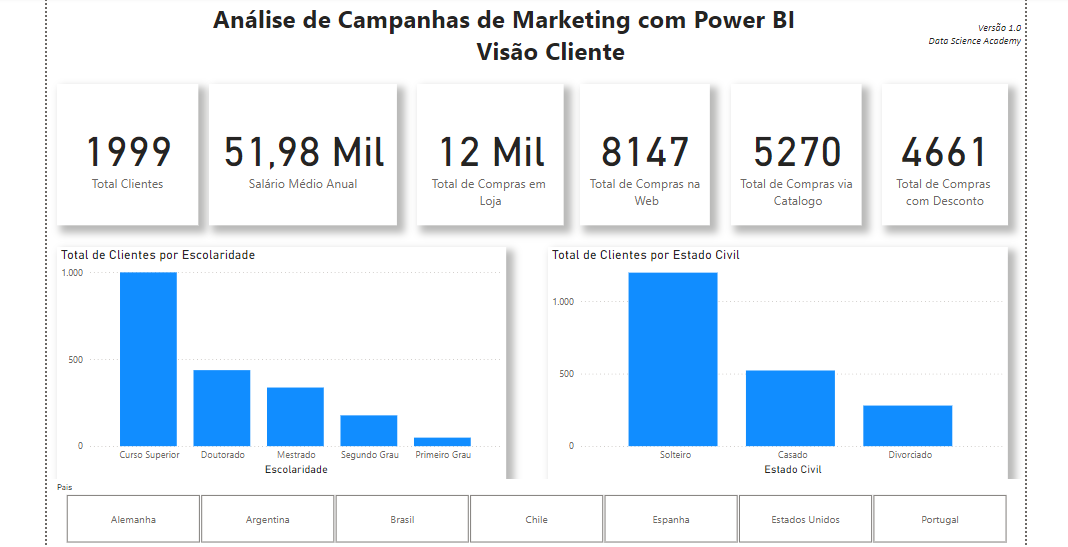 Análise de Campanhas de Marketing com Power BI
Visão Cliente
Versão 1.0
Data Science Academy
1999
Total Clientes
51,98 Mil
Salário Médio Anual
12 Mil
Total de Compras em
Loja
8147
Total de Compras na
Web
5270
Total de Compras via
Catalogo
4661
Total de Compras
com Desconto
Total de Clientes por Escolaridade
1.000
500
0
Curso Superior Doutorado Mestrado Segundo Grau Primeiro Grau
Escolaridade
Total de Clientes por Estado Civil
1.000
500
0
Solteiro Casado Divorciado
Estado Civil
Pais
Alemanha Argentina Brasil Chile Espanha Estados Unidos Portugal